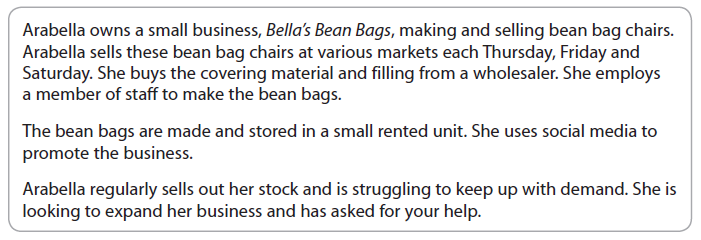 Arabella owns a small business, Bella’s Bean Bags, making and selling bean bag chairs.
Arabella sells these bean bag chairs at various markets each Thursday, Friday and
Saturday. She buys the covering material and filling from a wholesaler. She employs
a member of staff to make the bean bags.
The bean bags are made and stored in a small rented unit. She uses social media to
promote the business.
Arabella regularly sells out her stock and is struggling to keep up with demand. She is
looking to expand her business and has asked for your help.